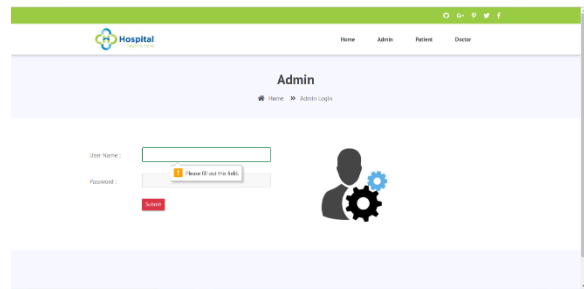 G+
Hospital
Home Admin Patient Doctor
Admin
Home » Admin Login
User Name :
Please fill out this field.
Password :
Submit